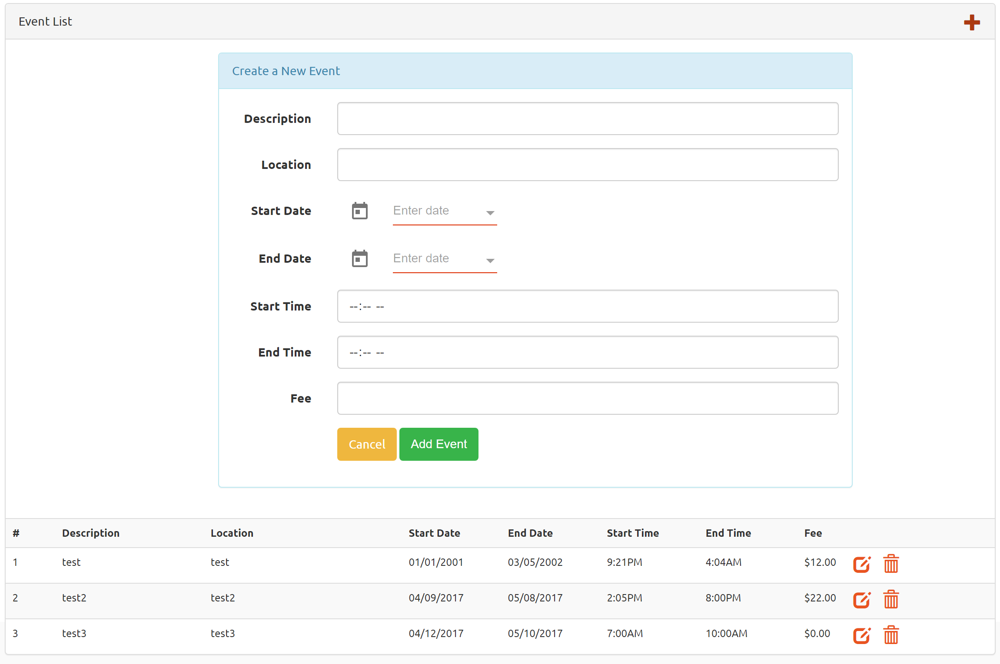 Event List
Create a New Event
Description
Location
Start Date Enter date
End Date Enter date
Start Time --:-- --
End Time --:-- --
Fee
Cancel Add Event
# Description Location Start Date End Date Start Time End Time Fee
1 test test 01/01/2001 03/05/2002 9:21PM 4:04AM $12.00
2 test2 test2 04/09/2017 05/08/2017 2:05PM 8:00PM $22.00
3 test3 test3 04/12/2017 05/10/2017 7:00AM 10:00AM $0.00